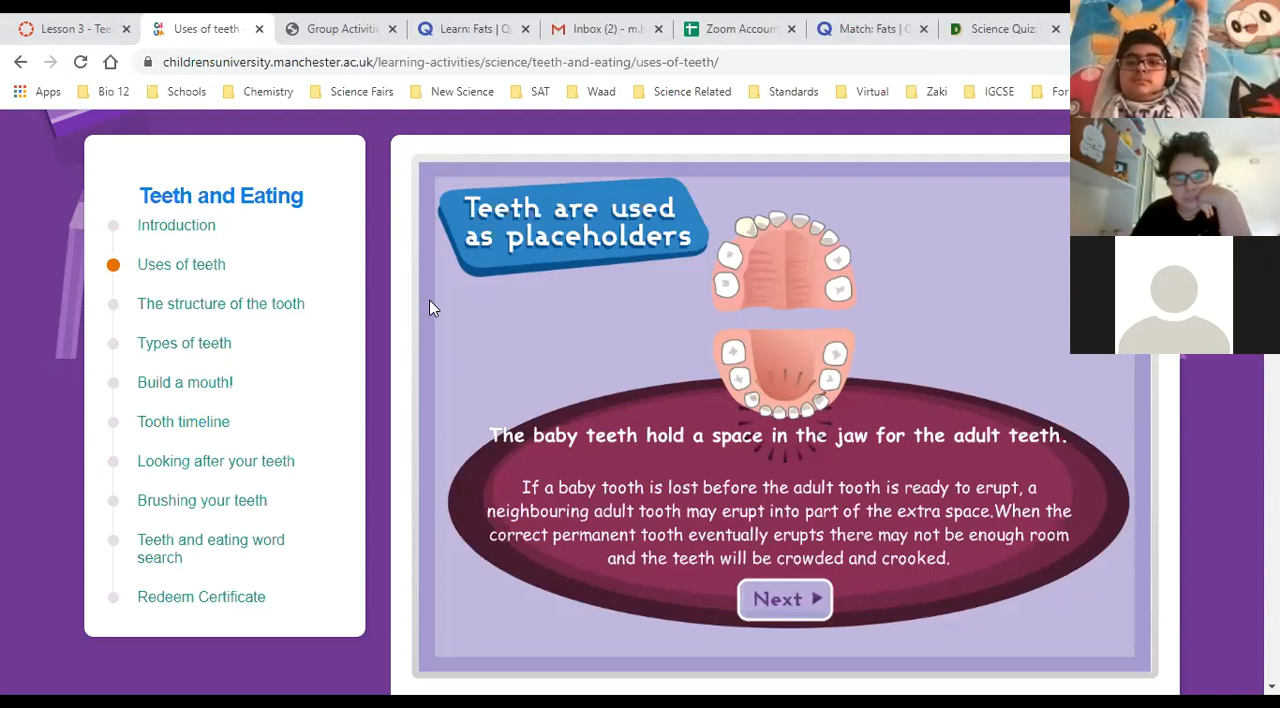 Lesson 3 - Tee
Uses of teeth
Group Activiti
Learn: Fats | Q
Inbox (2) - m.b
Zoom Accoun
Match: Fats | Q
Science Quiz:
childrensuniversity.manchester.ac.uk/learning-activities/science/teeth-and-eating/uses-of-teeth/
Apps Bio 12 Schools Chemistry Science Fairs New Science SAT Waad Science Related Standards Virtual Zaki IGCSE For
Teeth and Eating
Introduction
Uses of teeth
The structure of the tooth
Types of teeth
Build a mouth!
Tooth timeline
Looking after your teeth
Brushing your teeth
Teeth and eating word
search
Redeem Certificate
Teeth are used
as placeholders
The baby teeth hold a space in the jaw for the adult teeth.
If a baby tooth is lost before the adult tooth is ready to erupt, a
neighbouring adult tooth may erupt into part of the extra space.When the
correct permanent tooth eventually erupts there may not be enough room
and the teeth will be crowded and crooked.
Next